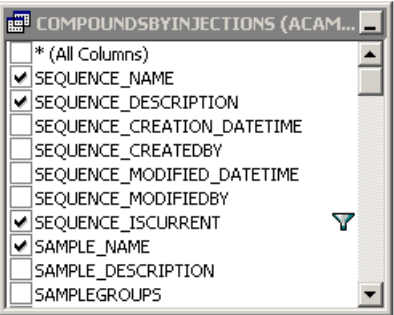 COMPOUNDSBYINJECTIONS (ACAM...
* (All Columns)
SEQUENCE_NAME
SEQUENCE_DESCRIPTION
SEQUENCE_CREATION_DATETIME
SEQUENCE_CREATEDBY
SEQUENCE_MODIFIED_DATETIME
SEQUENCE_MODIFIEDBY
SEQUENCE_ISCURRENT
SAMPLE_NAME
SAMPLE_DESCRIPTION
SAMPLEGROUPS